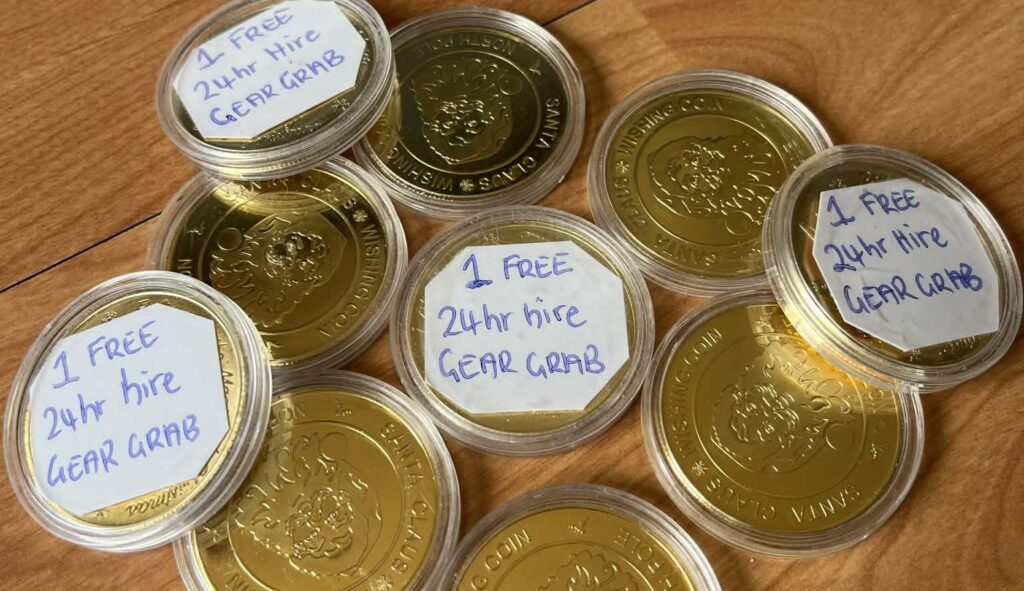 1 FREE
24hr Hire
GEAR GRAB
NORTH POLE
SANTA CLAUS
WISHING
WISHING COIN
SANTA CLAUS
1 FREE
24hr Hire
GEAR GRAB
CLAUS
WISHING COIN
1 FREE
24hr hire
GEAR GRAB
1 FREE
24hr hire
GEAR GRAB
WISHING COIN
SANTA CLAUS
SANTA CLAUS
COIN
COIN